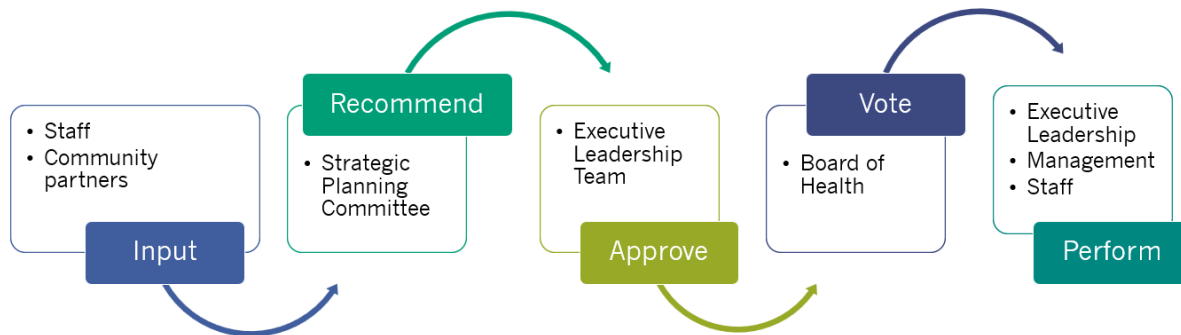 • Staff
• Community
partners
Input
Recommend
• Strategic
Planning
Committee
• Executive
Leadership
Team
Approve
Vote
• Board of
Health
• Executive
Leadership
• Management
• Staff
Perform